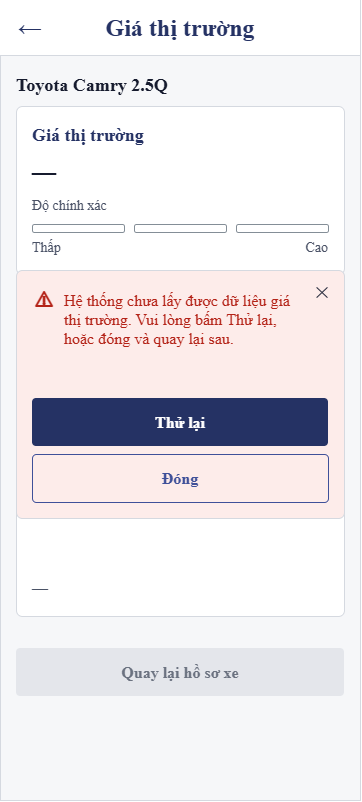 Giá thị trường
Toyota Camry 2.5Q
Giá thị trường
—
Độ chính xác
Thấp
Cao
Hệ thống chưa lấy được dữ liệu giá
thị trường. Vui lòng bấm Thử lại,
hoặc đóng và quay lại sau.
Thử lại
Đóng
—
Quay lại hồ sơ xe